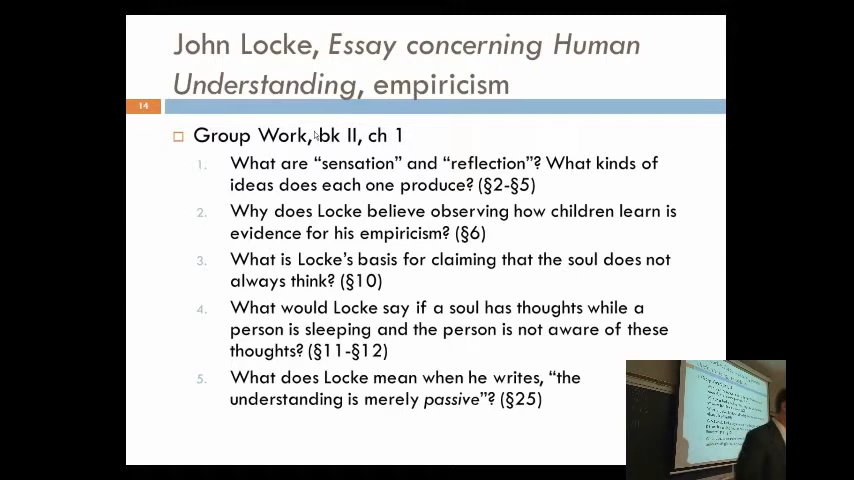 John Locke, Essay concerning Human
Understanding, empiricism
14
Group Work, bk II, ch 1
1. What are “sensation” and “reflection”? What kinds of
ideas does each one produce? (§2-§5)
2. Why does Locke believe observing how children learn is
evidence for his empiricism? (§6)
3. What is Locke’s basis for claiming that the soul does not
always think? (§10)
4. What would Locke say if a soul has thoughts while a
person is sleeping and the person is not aware of these
thoughts? (§11-§12)
5. What does Locke mean when he writes, “the
understanding is merely passive”? (§25)